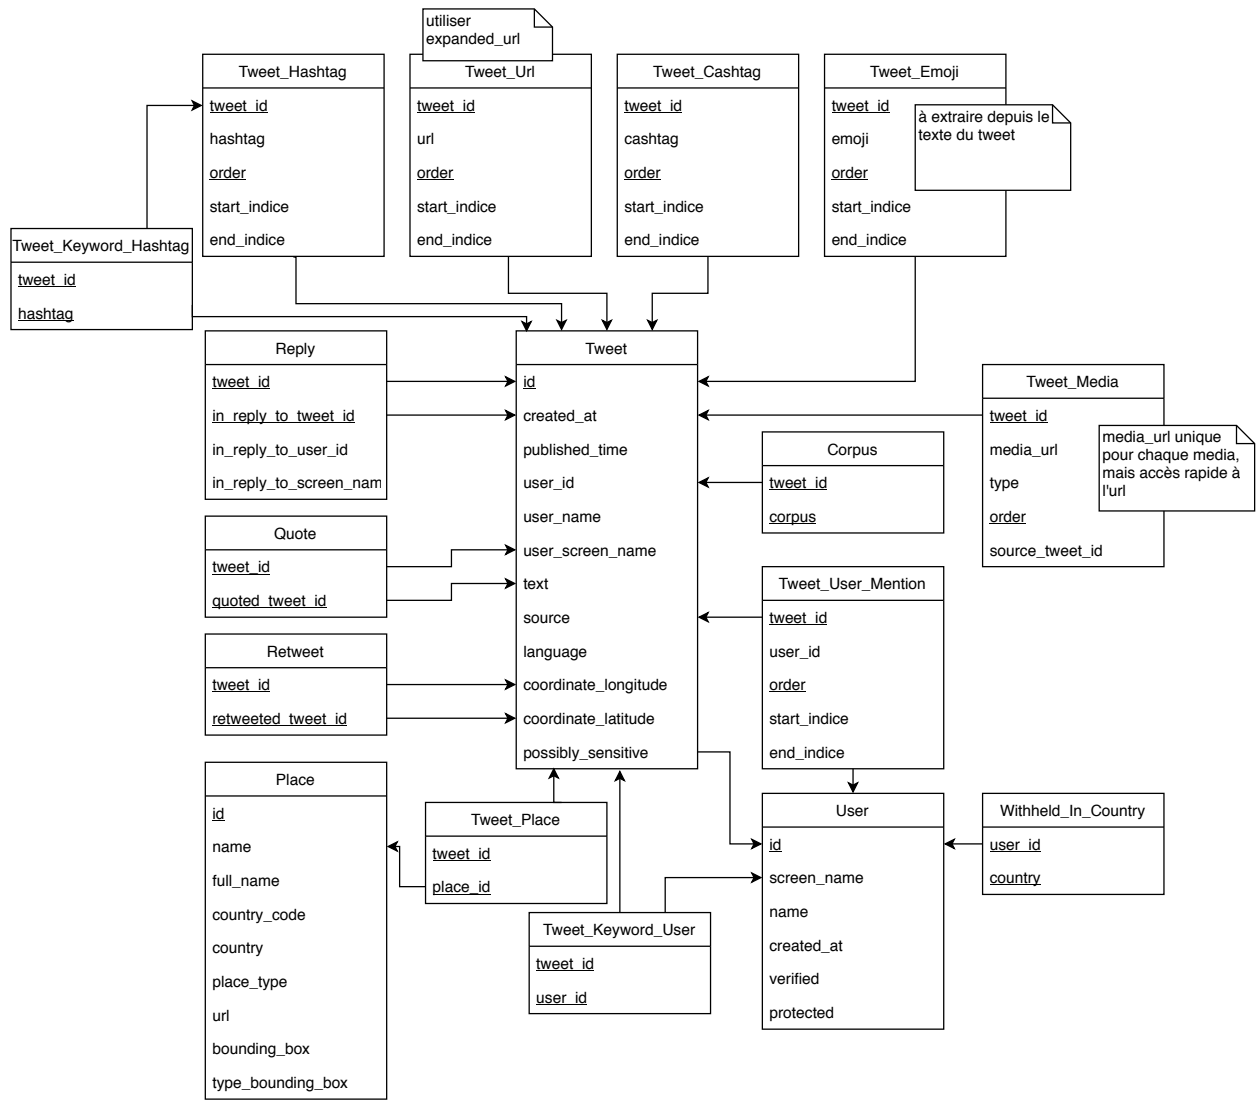 utiliser
expanded_url
Tweet_Hashtag
tweet_id
hashtag
order
start_indice
end_indice
Tweet_Url
tweet_id
url
order
start_indice
end_indice
Tweet_Cashtag
tweet_id
cashtag
order
start_indice
end_indice
Tweet_Emoji
tweet_id
emoji
order
start_indice
end_indice
à extraire depuis le
texte du tweet
Tweet_Keyword_Hashtag
tweet_id
hashtag
Reply
tweet_id
in_reply_to_tweet_id
in_reply_to_user_id
in_reply_to_screen_nam
Quote
tweet_id
quoted_tweet_id
Retweet
tweet_id
retweeted_tweet_id
Place
id
name
full_name
country_code
country
place_type
url
bounding_box
type_bounding_box
Tweet
id
created_at
published_time
user_id
user_name
user_screen_name
text
source
language
coordinate_longitude
coordinate_latitude
possibly_sensitive
Tweet_Place
tweet_id
place_id
Tweet_Keyword_User
tweet_id
user_id
Corpus
tweet_id
corpus
Tweet_Media
tweet_id
media_url
type
order
source_tweet_id
media_url unique
pour chaque media,
mais accès rapide à
l'url
Tweet_User_Mention
tweet_id
user_id
order
start_indice
end_indice
User
id
screen_name
name
created_at
verified
protected
Withheld_In_Country
user_id
country